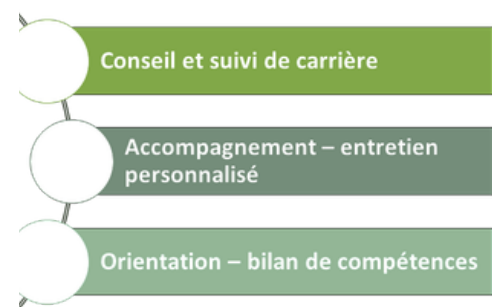 Conseil et suivi de carrière
Accompagnement – entretien
personnalisé
Orientation – bilan de compétences